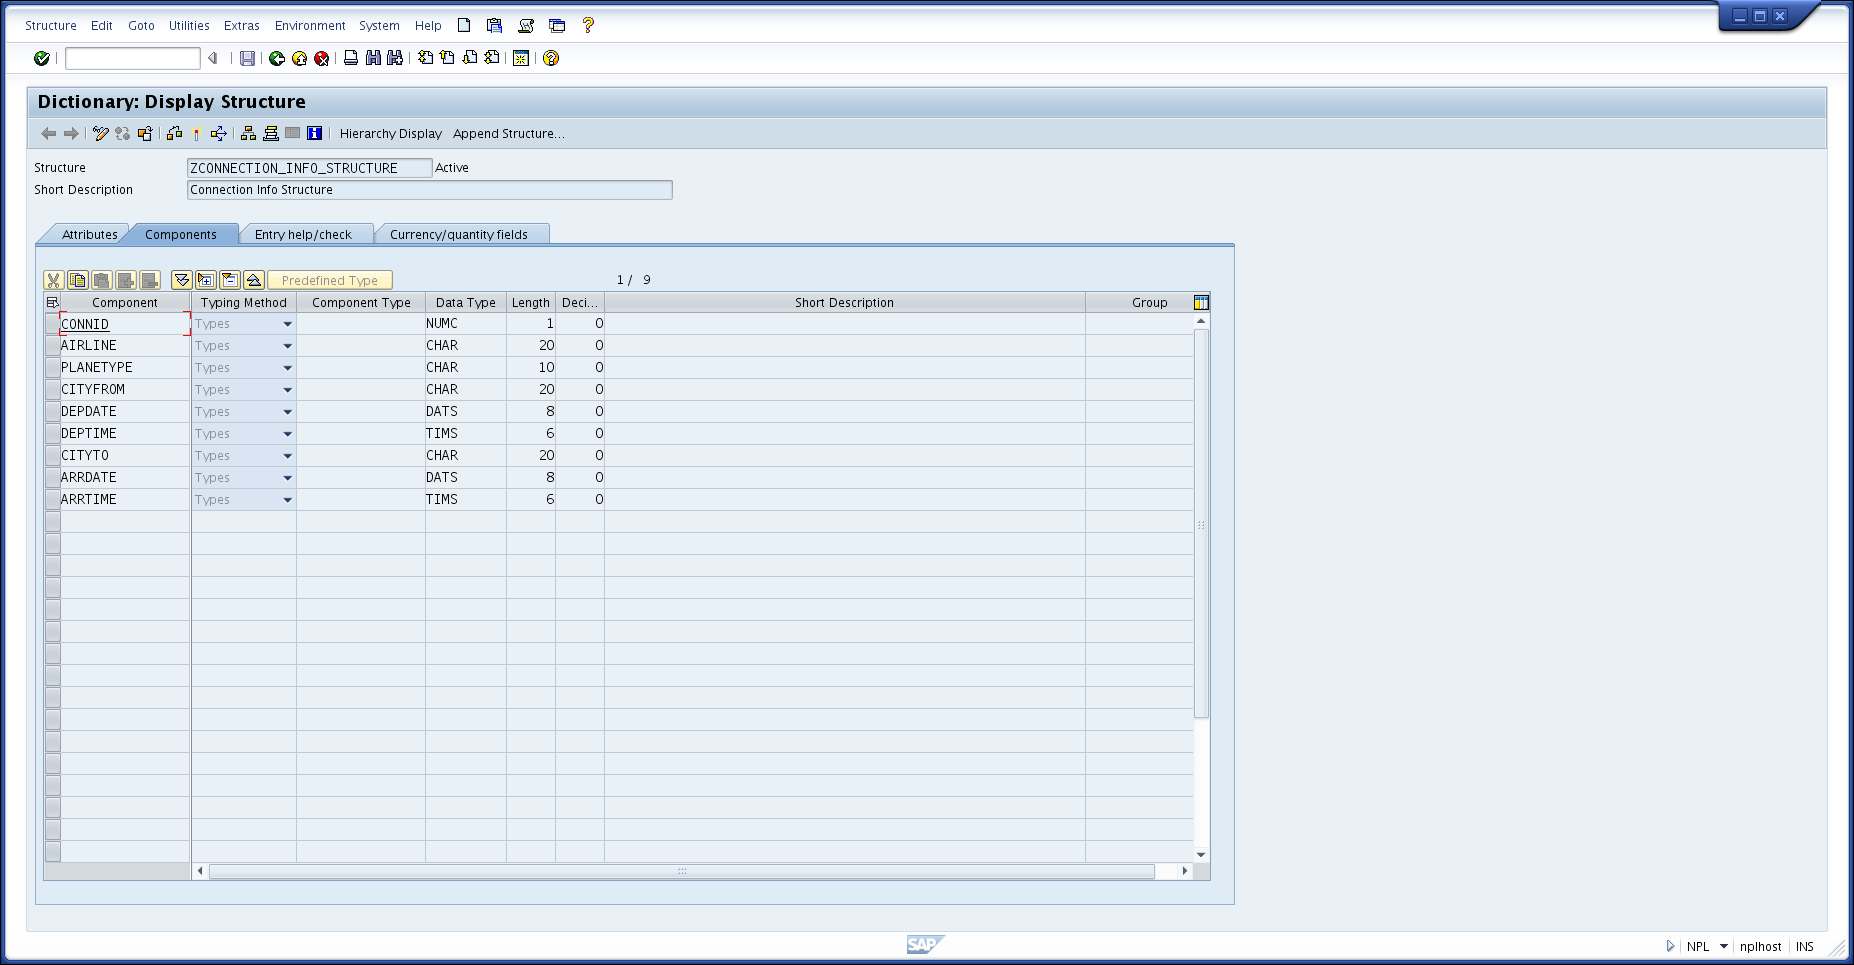 Structure Edit Goto Utilities Extras Environment System Help
Dictionary: Display Structure
Hierarchy Display Append Structure...
Structure ZCONNECTION_INFO_STRUCTURE Active
Short Description Connection Info Structure
Attributes Components Entry help/check Currency/quantity fields
Predefined Type 1 / 9
Component Typing Method Component Type Data Type Length Deci... Short Description Group
CONNID Types NUMC 1 0
AIRLINE Types CHAR 20 0
PLANETYPE Types CHAR 10 0
CITYFROM Types CHAR 20 0
DEPDATE Types DATS 8 0
DEPTIME Types TIMS 6 0
CITYTO Types CHAR 20 0
ARRDATE Types DATS 8 0
ARRTIME Types TIMS 6 0
SAP NPL nplhost INS